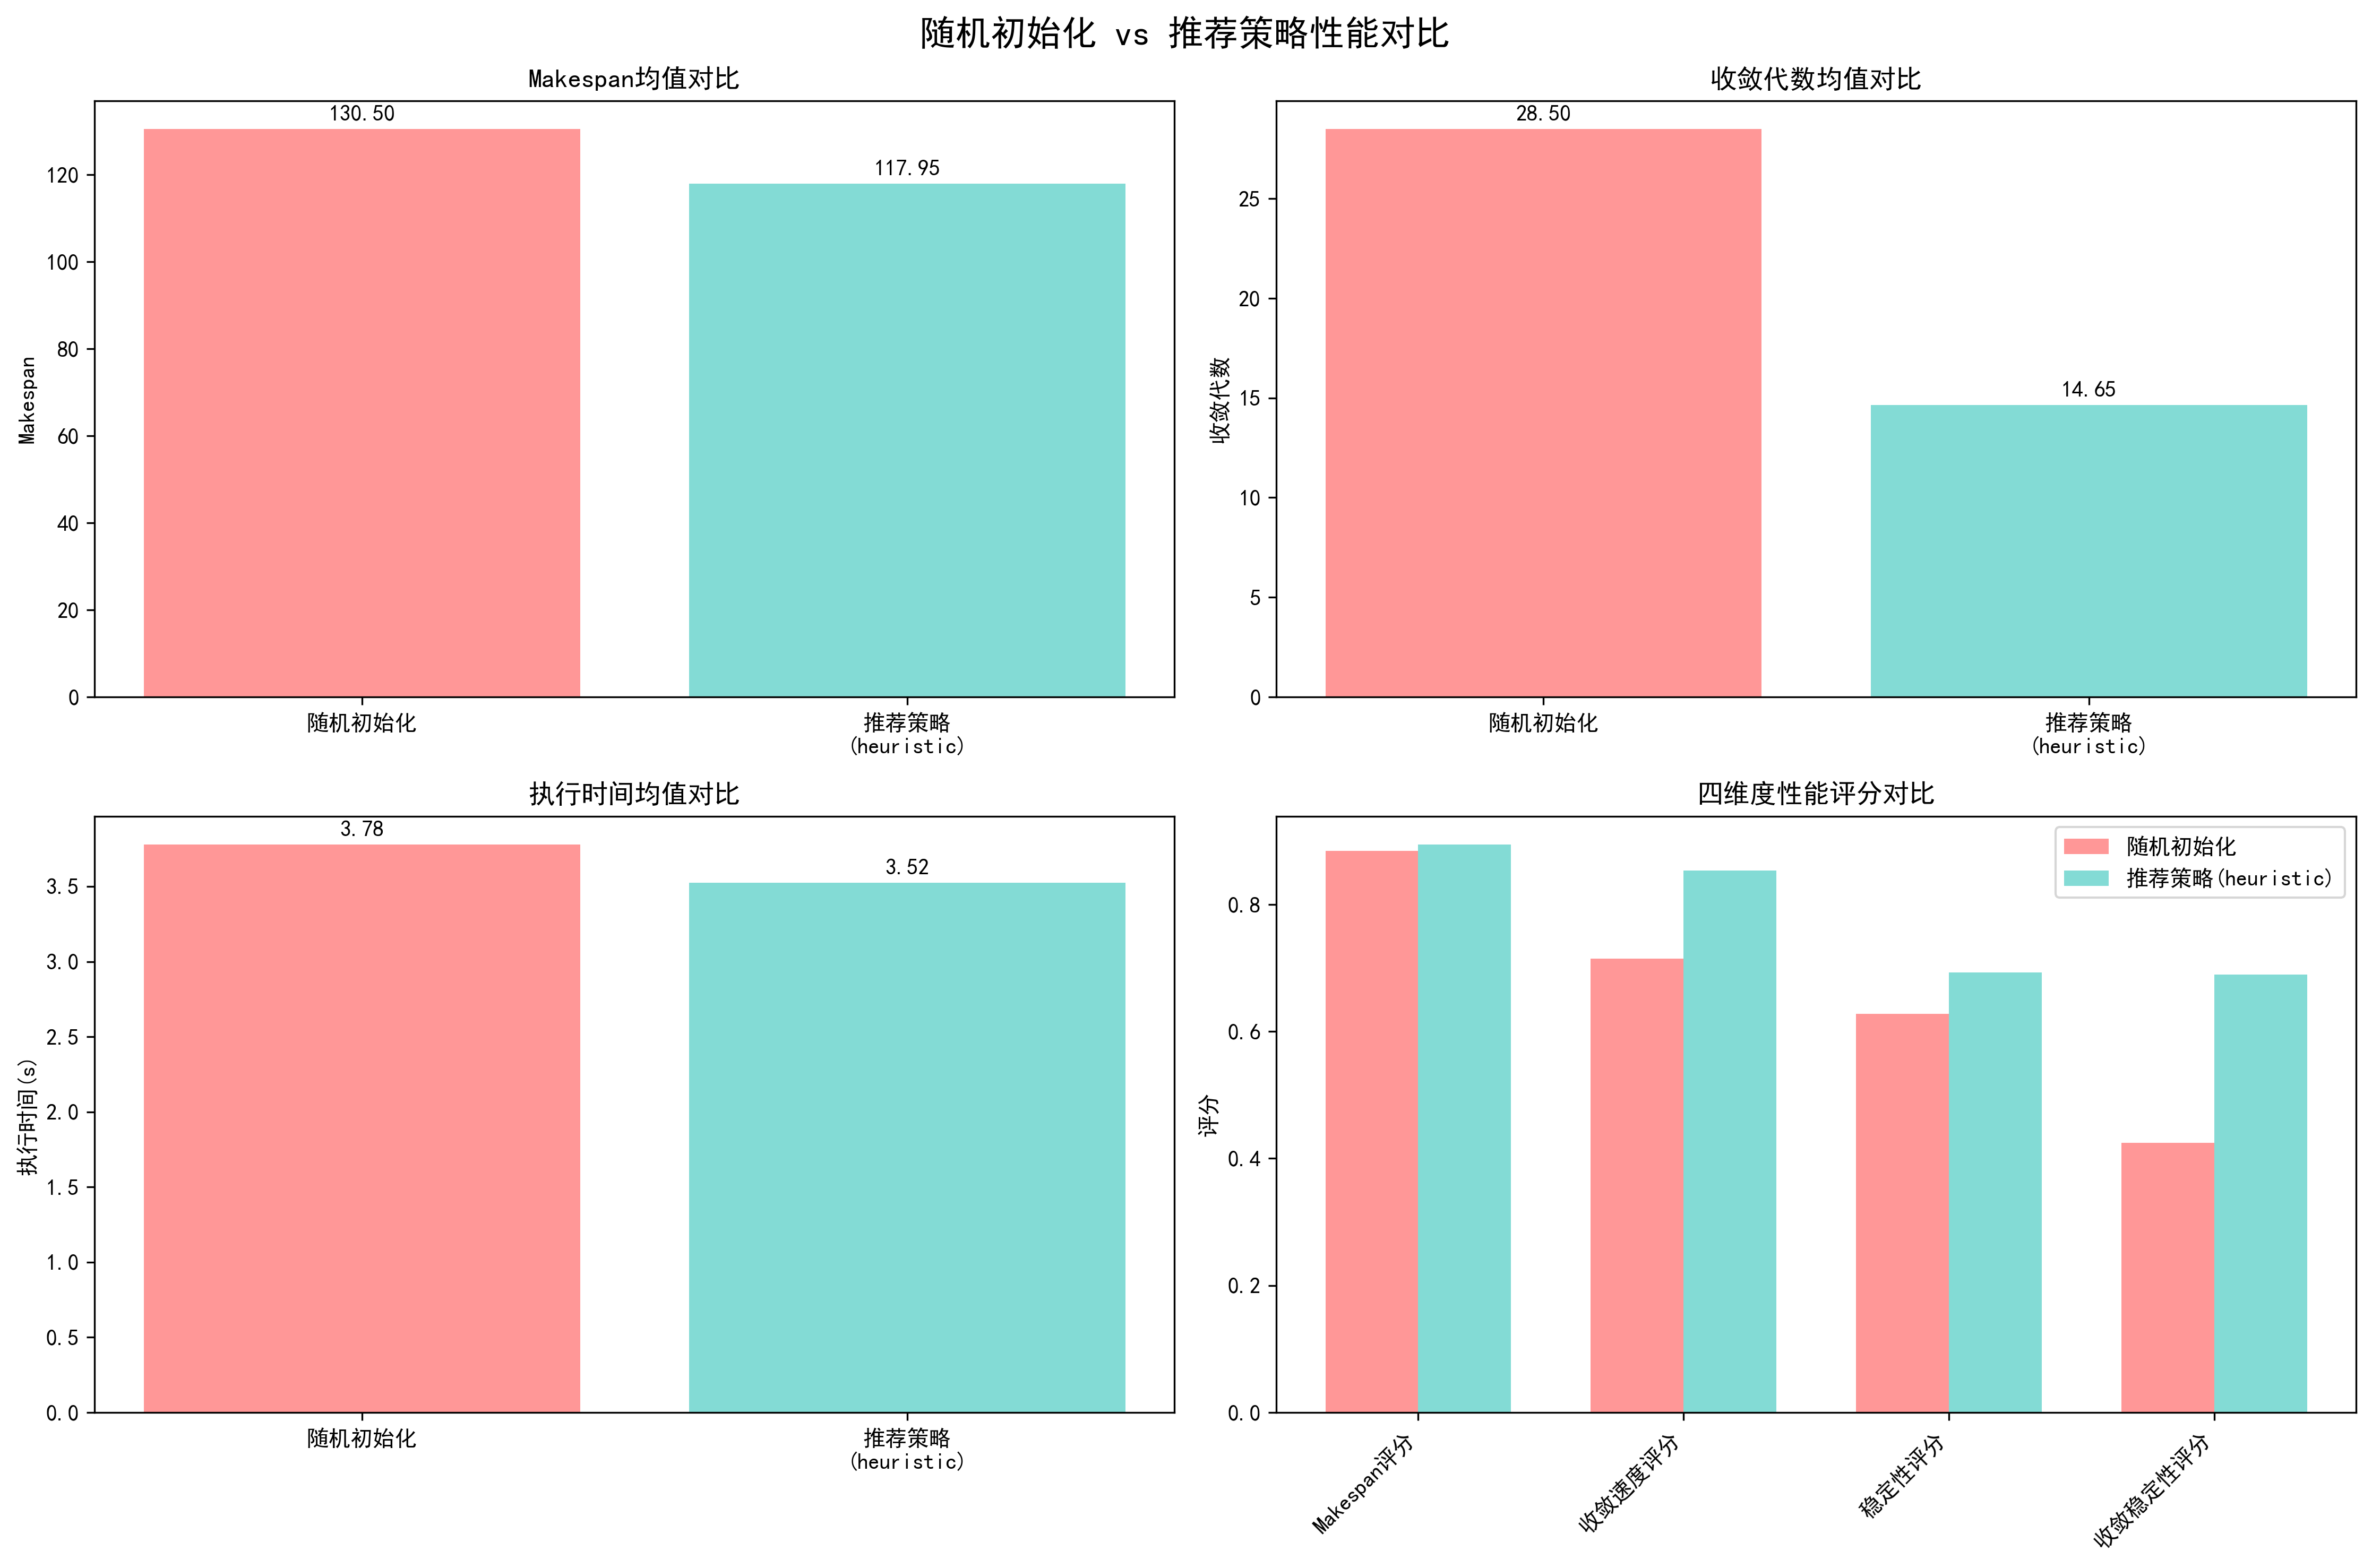 随机初始化 vs 推荐策略性能对比
Makespan均值对比
130.50
117.95
120
100
80
60
40
20
0
Makespan
随机初始化
推荐策略
(heuristic)
收敛代数均值对比
28.50
14.65
25
20
15
10
5
0
收敛代数
随机初始化
推荐策略
(heuristic)
执行时间均值对比
3.78
3.52
3.5
3.0
2.5
2.0
1.5
1.0
0.5
0.0
执行时间(s)
随机初始化
推荐策略
(heuristic)
四维度性能评分对比
随机初始化
推荐策略(heuristic)
0.8
0.6
0.4
0.2
0.0
评分
Makespan评分
收敛速度评分
稳定性评分
收敛稳定性评分